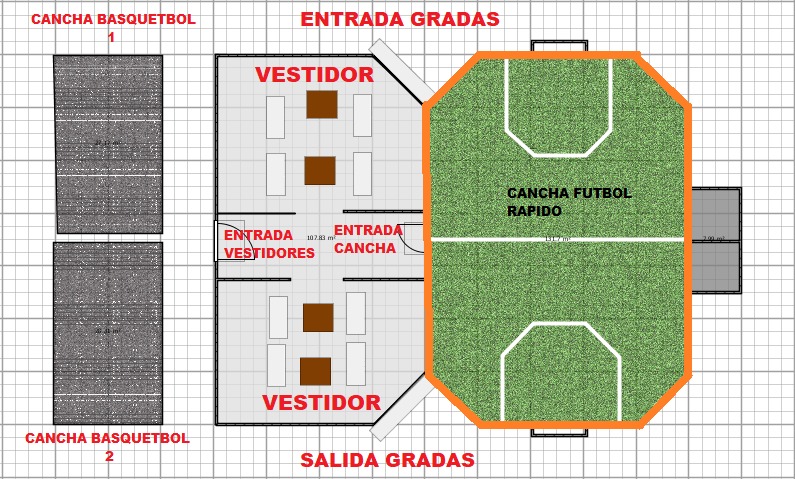 CANCHA BASQUETBOL
1
ENTRADA GRADAS
VESTIDOR
CANCHA FUTBOL
RAPIDO
ENTRADA
VESTIDORES
107.83 m²
ENTRADA
CANCHA
131.7 m²
7.99 m²
VESTIDOR
CANCHA BASQUETBOL
2
SALIDA GRADAS